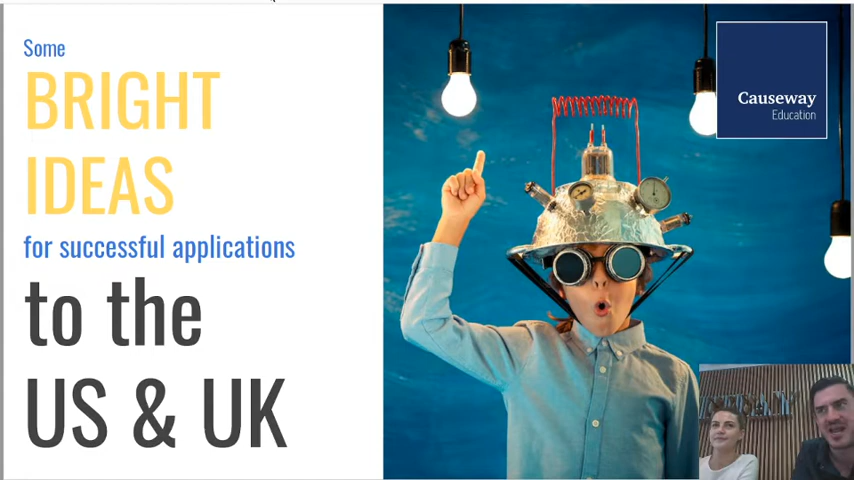 Some
BRIGHT
IDEAS
for successful applications
to the
US & UK
Causeway
Education